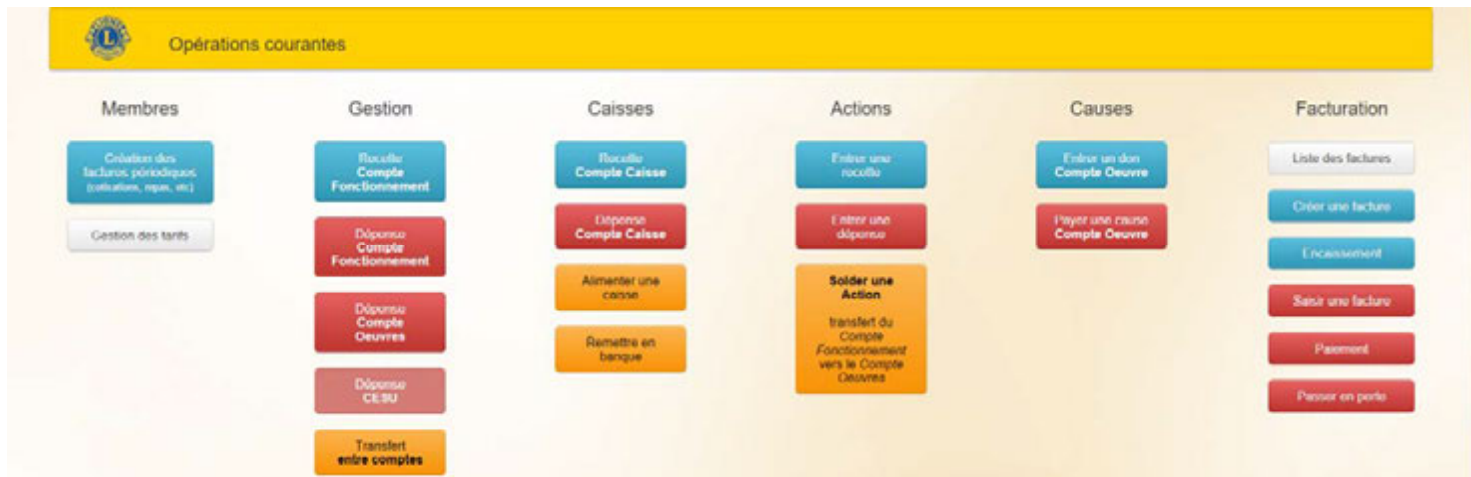 Opérations courantes
Membres
Création des
factures périodiques
(cotisations, repas, etc)
Gestion des tarifs
Gestion
Recette
Compte
Fonctionnement
Dépense
Compte
Fonctionnement
Dépense
Compte
Oeuvres
Dépense
CESU
Transfert
entre comptes
Caisses
Recette
Compte Caisse
Dépense
Compte Caisse
Alimenter une
caisse
Remettre en
banque
Actions
Entrer une
recette
Entrer une
dépense
Solder une
Action
transfert du
Compte
Fonctionnement
vers le Compte
Oeuvres
Causes
Entrer un don
Compte Oeuvre
Payer une cause
Compte Oeuvre
Facturation
Liste des factures
Créer une facture
Encaissement
Saisir une facture
Paiement
Passer en perte